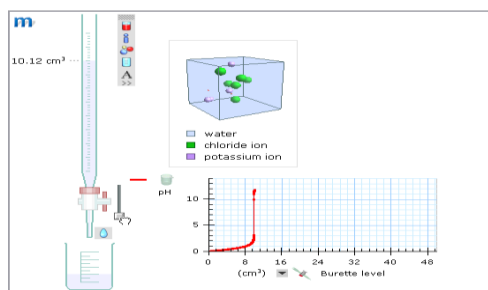 m
10.12 cm³
A
>>
water
chloride ion
potassium ion
pH
10
5
0
0 8 16 24 32 40 48
(cm³)
Burette level